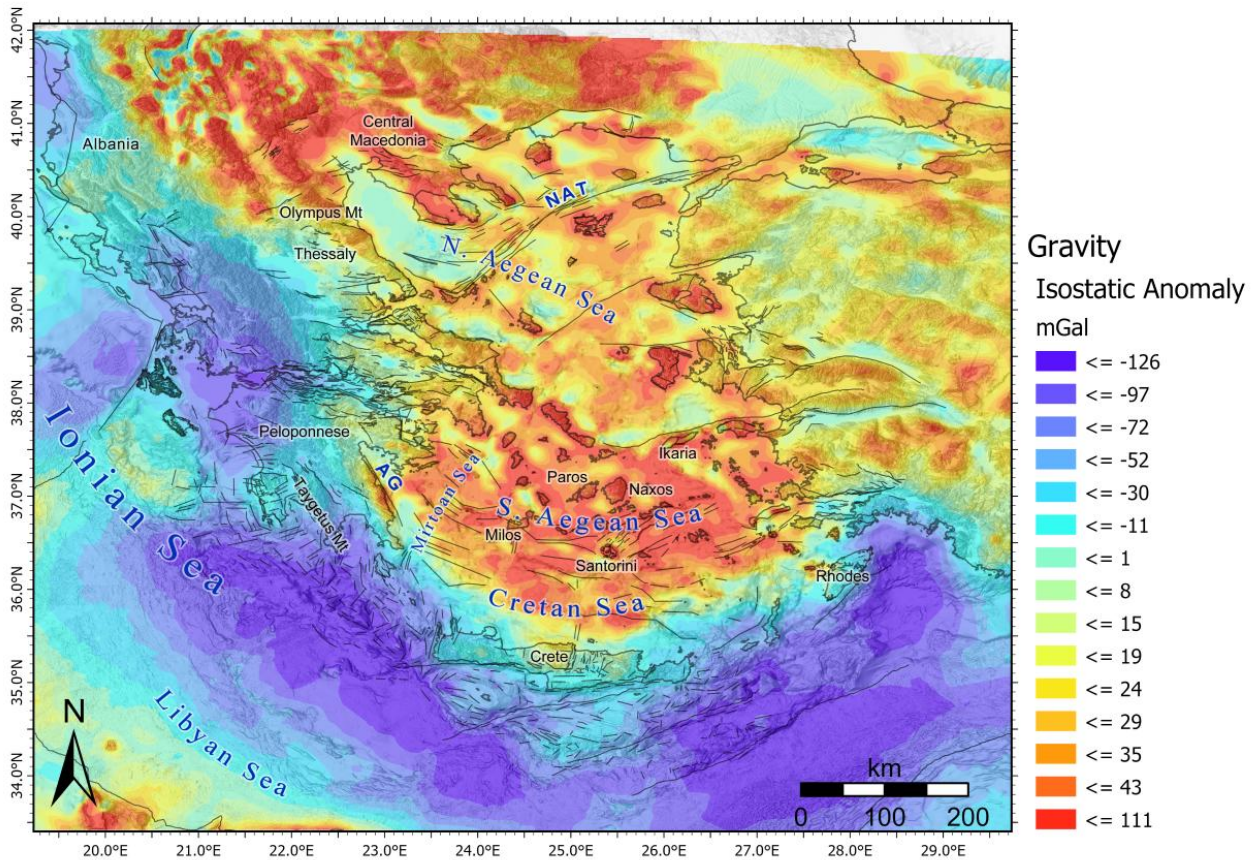 42.0°N
41.0°N
40.0°N
39.0°N
38.0°N
37.0°N
36.0°N
35.0°N
34.0°N
Albania
Central
Macedonia
NAT
Olympus Mt
Thessaly
N. Aegean Sea
Peloponnese
AG
Ionian Sea
Taygetus Mt
Mirtoan Sea
Ikaria
Paros
Naxos
S. Aegean Sea
Milos
Santorini
Rhodes
Cretan Sea
Crete
Libyan Sea
N
km
0 100 200
20.0°E 21.0°E 22.0°E 23.0°E 24.0°E 25.0°E 26.0°E 27.0°E 28.0°E 29.0°E
Gravity
Isostatic Anomaly
mGal
<= -126
<= -97
<= -72
<= -52
<= -30
<= -11
<= 1
<= 8
<= 15
<= 19
<= 24
<= 29
<= 35
<= 43
<= 111